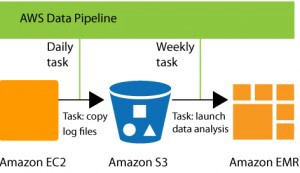 AWS Data Pipeline
Daily
task
Weekly
task
Task: copy
log files
Task: launch
data analysis
Amazon EC2
Amazon S3
Amazon EMR